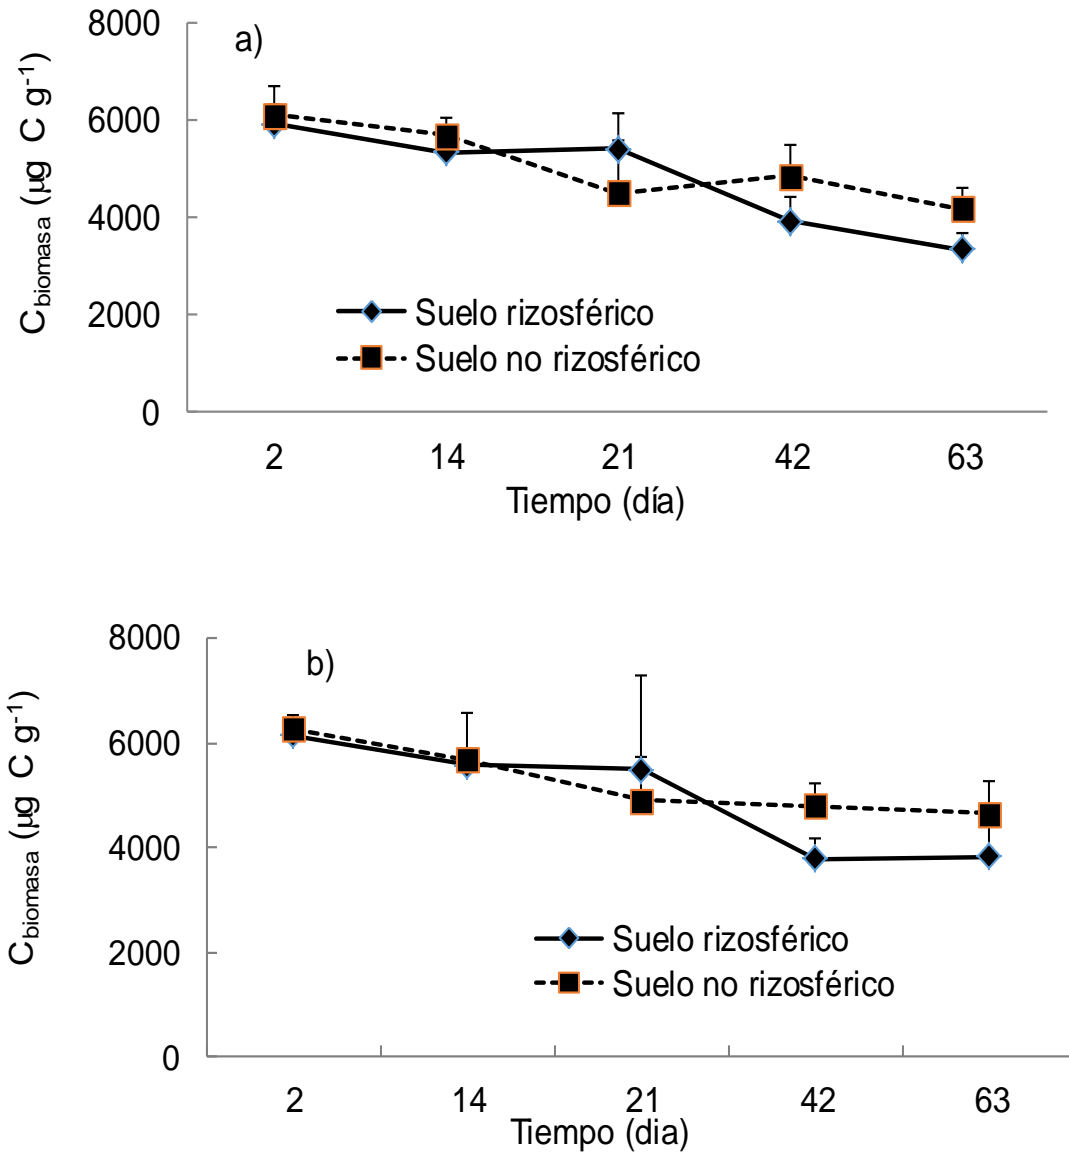 8000
a)
6000
4000
2000
0
C biomasa (µg C g-1)
Suelo rizosférico
Suelo no rizosférico
2 14 21 42 63
Tiempo (día)
8000
b)
6000
4000
2000
0
C biomasa (µg C g-1)
Suelo rizosférico
Suelo no rizosférico
2 14 21 42 63
Tiempo (dia)